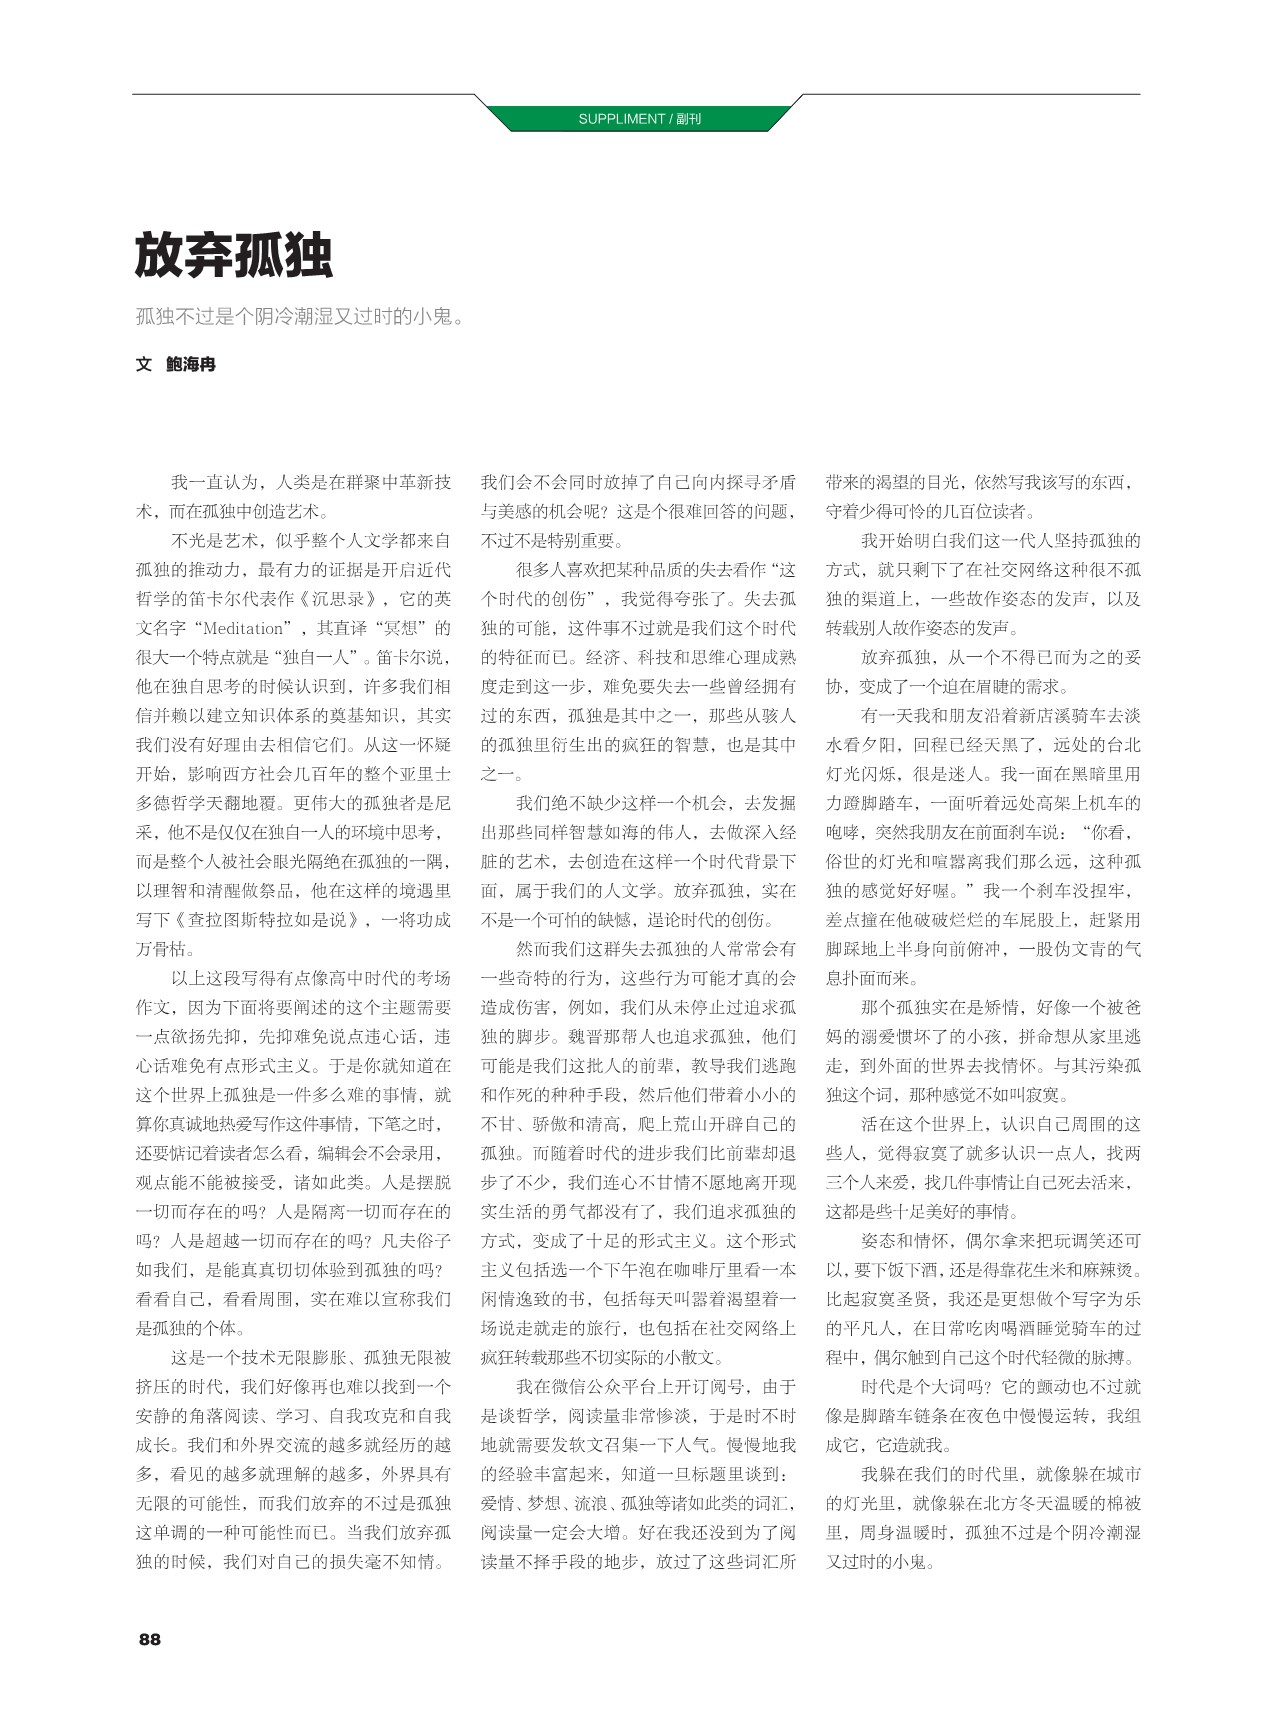 SUPPLIMENT / 副刊
放弃孤独
孤独不过是个阴冷潮湿又过时的小鬼。
文 鲍海冉
我一直认为，人类是在群聚中革新技
术，而在孤独中创造艺术。
不光是艺术，似乎整个人文学都来自
孤独的推动力，最有力的证据是开启近代
哲学的笛卡尔代表作《沉思录》，它的英
文名字“Meditation”，其直译“冥想”的
很大一个特点就是“独自一人”。笛卡尔说，
他在独自思考的时候认识到，许多我们相
信并赖以建立知识体系的奠基知识，其实
我们没有好理由去相信它们。从这一怀疑
开始，影响西方社会几百年的整个亚里士
多德哲学天翻地覆。更伟大的孤独者是尼
采，他不是仅仅在独自一人的环境中思考，
而是整个人被社会眼光隔绝在孤独的一隅，
以理智和清醒做祭品，他在这样的境遇里
写下《查拉图斯特拉如是说》，一将功成
万骨枯。
以上这段写得有点像高中时代的考场
作文，因为下面将要阐述的这个主题需要
一点欲扬先抑，先抑难免说点违心话，违
心话难免有点形式主义。于是你就知道在
这个世界上孤独是一件多么难的事情，就
算你真诚地热爱写作这件事情，下笔之时，
还要惦记着读者怎么看，编辑会不会录用，
观点能不能被接受，诸如此类。人是摆脱
一切而存在的吗？人是隔离一切而存在的
吗？人是超越一切而存在的吗？凡夫俗子
如我们，是能真真切切体验到孤独的吗？
看看自己，看看周围，实在难以宣称我们
是孤独的个体。
这是一个技术无限膨胀、孤独无限被
挤压的时代，我们好像再也难以找到一个
安静的角落阅读、学习、自我攻克和自我
成长。我们和外界交流的越多就经历的越
多，看见的越多就理解的越多，外界具有
无限的可能性，而我们放弃的不过是孤独
这单调的一种可能性而已。当我们放弃孤
独的时候，我们对自己的损失毫不知情。
我们会不会同时放掉了自己向内探寻矛盾
与美感的机会呢？这是个很难回答的问题，
不过不是特别重要。
很多人喜欢把某种品质的失去看作“这
个时代的创伤”，我觉得夸张了。失去孤
独的可能，这件事不过就是我们这个时代
的特征而已。经济、科技和思维心理成熟
度走到这一步，难免要失去一些曾经拥有
过的东西，孤独是其中之一，那些从骇人
的孤独里衍生出的疯狂的智慧，也是其中
之一。
我们绝不缺少这样一个机会，去发掘
出那些同样智慧如海的伟人，去做深入经
脏的艺术，去创造在这样一个时代背景下
面，属于我们的人文学。放弃孤独，实在
不是一个可怕的缺憾，遑论时代的创伤。
然而我们这群失去孤独的人常常会有
一些奇特的行为，这些行为可能才真的会
造成伤害，例如，我们从未停止过追求孤
独的脚步。魏晋那帮人也追求孤独，他们
可能是我们这批人的前辈，教导我们逃跑
和作死的种种手段，然后他们带着小小的
不甘、骄傲和清高，爬上荒山开辟自己的
孤独。而随着时代的进步我们比前辈却退
步了不少，我们连心不甘情不愿地离开现
实生活的勇气都没有了，我们追求孤独的
方式，变成了十足的形式主义。这个形式
主义包括选一个下午泡在咖啡厅里看一本
闲情逸致的书，包括每天叫嚣着渴望着一
场说走就走的旅行，也包括在社交网络上
疯狂转载那些不切实际的小散文。
我在微信公众平台上开订阅号，由于
是谈哲学，阅读量非常惨淡，于是时不时
地就需要发软文召集一下人气。慢慢地我
的经验丰富起来，知道一旦标题里谈到：
爱情、梦想、流浪、孤独等诸如此类的词汇，
阅读量一定会大增。好在我还没到为了阅
读量不择手段的地步，放过了这些词汇所
带来的渴望的目光，依然写我该写的东西，
守着少得可怜的几百位读者。
我开始明白我们这一代人坚持孤独的
方式，就只剩下了在社交网络这种很不孤
独的渠道上，一些故作姿态的发声，以及
转载别人故作姿态的发声。
放弃孤独，从一个不得已而为之的妥
协，变成了一个迫在眉睫的需求。
有一天我和朋友沿着新店溪骑车去淡
水看夕阳，回程已经天黑了，远处的台北
灯光闪烁，很是迷人。我一面在黑暗里用
力蹬脚踏车，一面听着远处高架上机车的
咆哮，突然我朋友在前面刹车说：“你看，
俗世的灯光和喧嚣离我们那么远，这种孤
独的感觉好好喔。”我一个刹车没捏牢，
差点撞在他破破烂烂的车屁股上，赶紧用
脚踩地上半身向前俯冲，一股伪文青的气
息扑面而来。
那个孤独实在是矫情，好像一个被爸
妈的溺爱惯坏了的小孩，拼命想从家里逃
走，到外面的世界去找情怀。与其污染孤
独这个词，那种感觉不如叫寂寞。
活在这个世界上，认识自己周围的这
些人，觉得寂寞了就多认识一点人，找两
三个人来爱，找几件事情让自己死去活来，
这都是些十足美好的事情。
姿态和情怀，偶尔拿来把玩调笑还可
以，要下饭下酒，还是得靠花生米和麻辣烫。
比起寂寞圣贤，我还是更想做个写字为乐
的平凡人，在日常吃肉喝酒睡觉骑车的过
程中，偶尔触到自己这个时代轻微的脉搏。
时代是个大词吗？它的颤动也不过就
像是脚踏车链条在夜色中慢慢运转，我组
成它，它造就我。
我躲在我们的时代里，就像躲在城市
的灯光里，就像躲在北方冬天温暖的棉被
里，周身温暖时，孤独不过是个阴冷潮湿
又过时的小鬼。
88